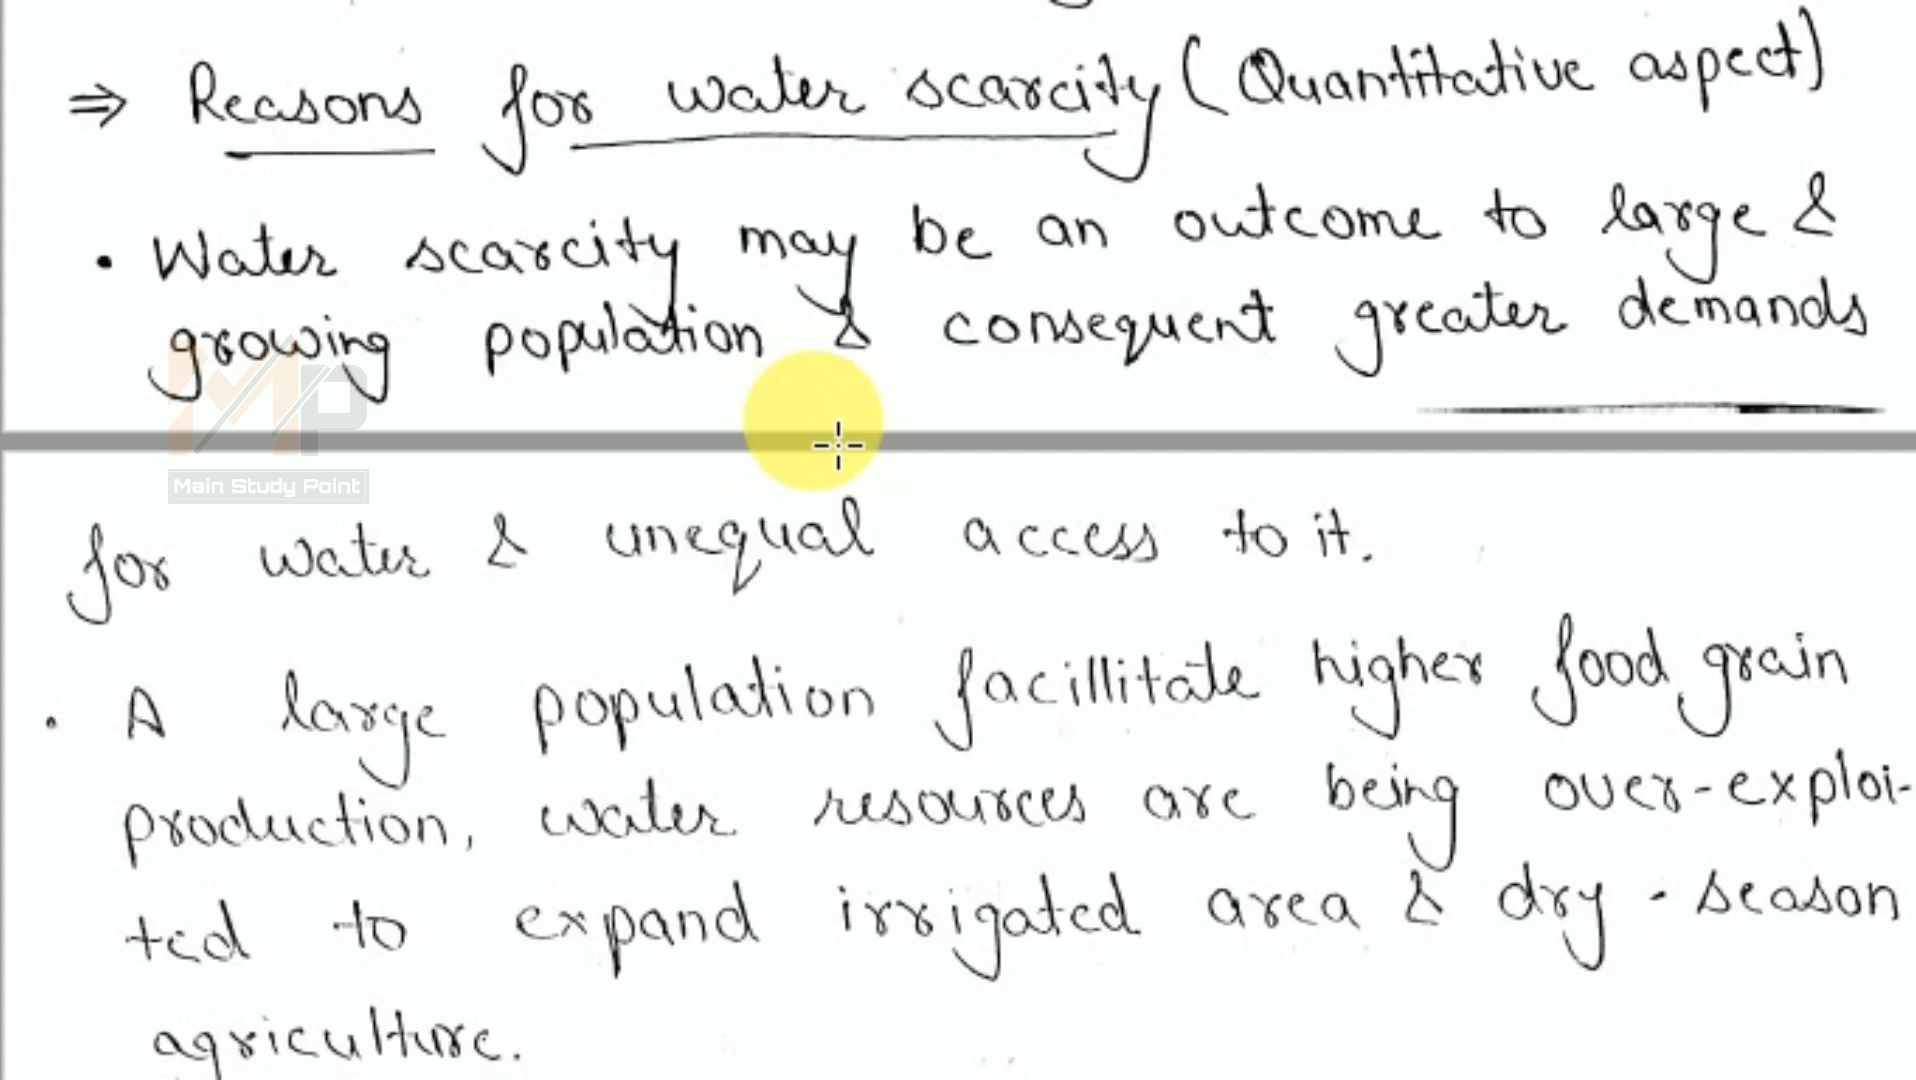 ⇒ Reasons for water scarcity (Quantitative aspect)
• Water scarcity may be an outcome to large &
growing population & consequent greater demands
Main Study Point
for water & unequal access to it.
• A large population facillitate higher food grain
production, water resources are being over-exploi-
ted to expand irrigated area & dry-season
agriculture.